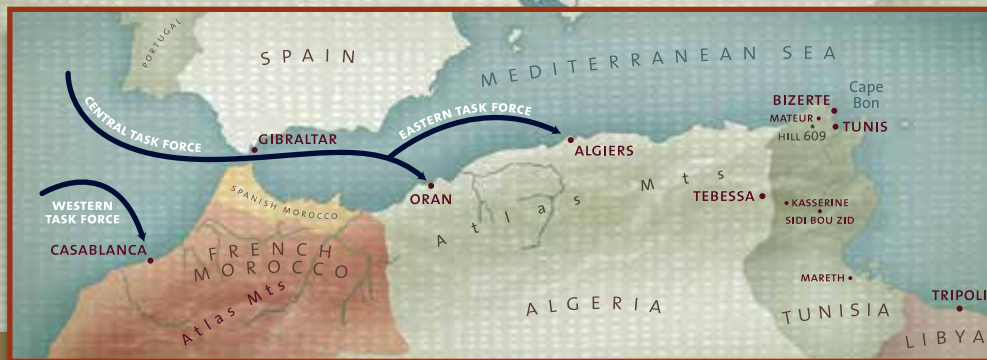 PORTUGAL
SPAIN
MEDITERRANEAN SEA
CENTRAL TASK FORCE
EASTERN TASK FORCE
GIBRALTAR
BIZERTE
Cape
Bon
MATEUR
TUNIS
HILL 609
ALGIERS
WESTERN
TASK FORCE
SPANISH MOROCCO
ORAN
Atlas Mts
TEBESSA
KASSERINE
SIDI BOU ZID
CASABLANCA
FRENCH
MOROCCO
Atlas Mts
MARETH
ALGERIA
TUNISIA
TRIPOLI
LIBYA